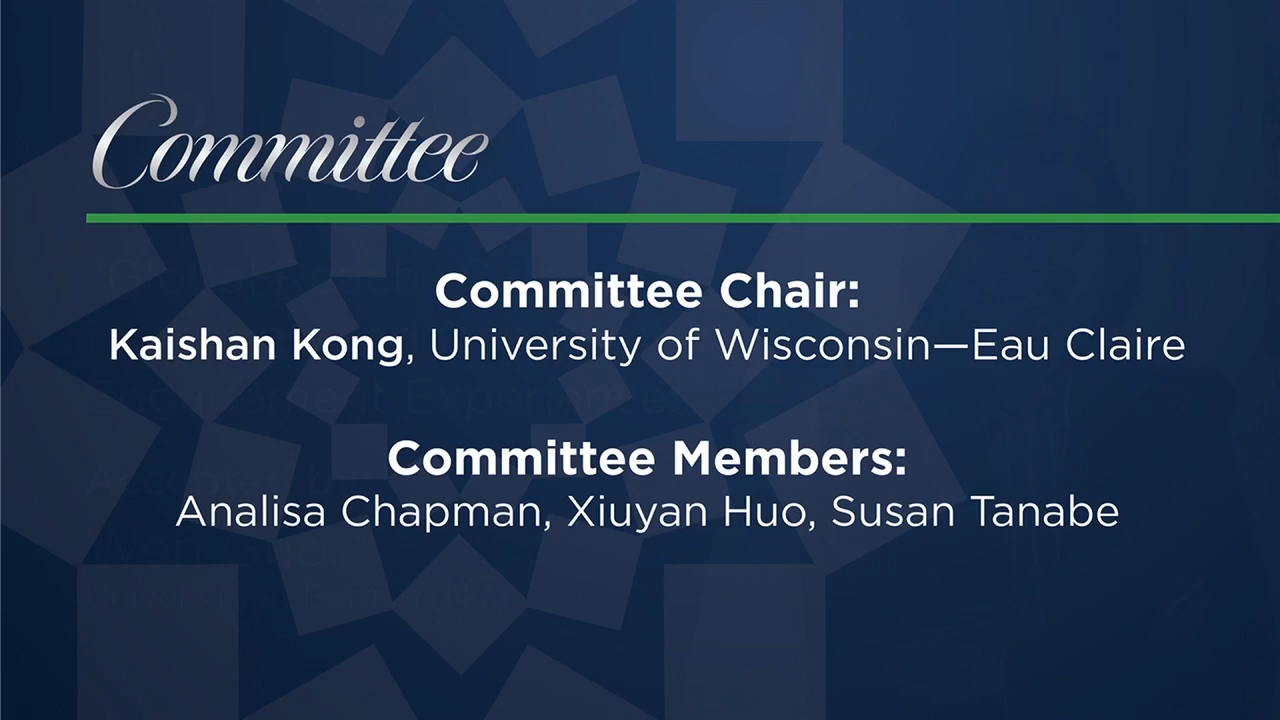 Committee
Committee Chair:
Kaishan Kong, University of Wisconsin—Eau Claire
Committee Members:
Analisa Chapman, Xiuyan Huo, Susan Tanabe